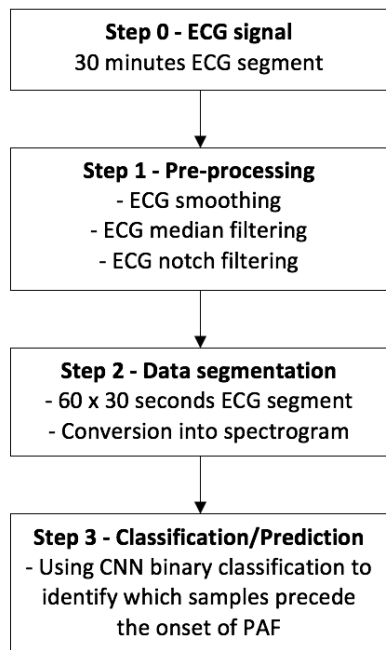 Step 0 - ECG signal
30 minutes ECG segment
Step 1 - Pre-processing
- ECG smoothing
- ECG median filtering
- ECG notch filtering
Step 2 - Data segmentation
- 60 x 30 seconds ECG segment
- Conversion into spectrogram
Step 3 - Classification/Prediction
- Using CNN binary classification to
identify which samples precede
the onset of PAF